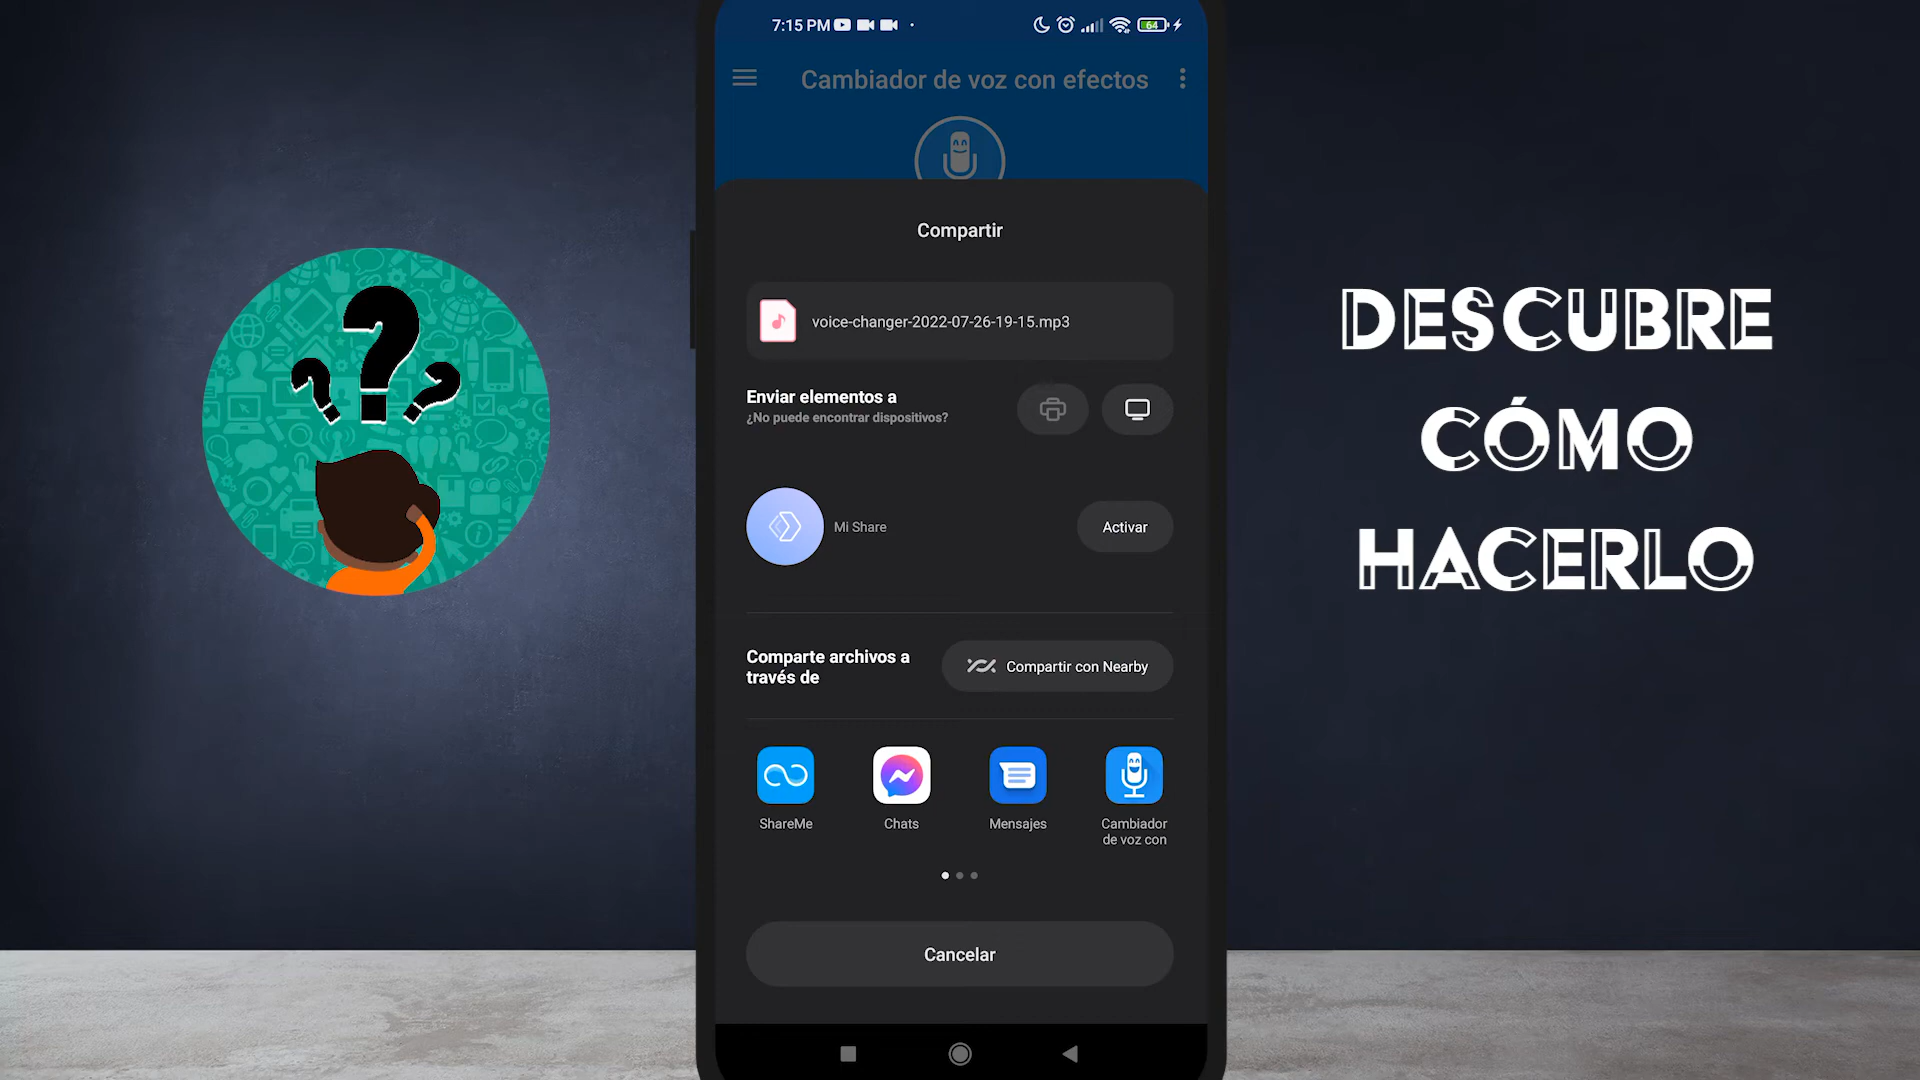 7:15 PM
64
Cambiador de voz con efectos
Compartir
voice-changer-2022-07-26-19-15.mp3
Enviar elementos a
¿No puede encontrar dispositivos?
Mi Share
Activar
Comparte archivos a
través de
Compartir con Nearby
ShareMe
Chats
Mensajes
Cambiador
de voz con
Cancelar
DESCUBRE
CÓMO
HACERLO